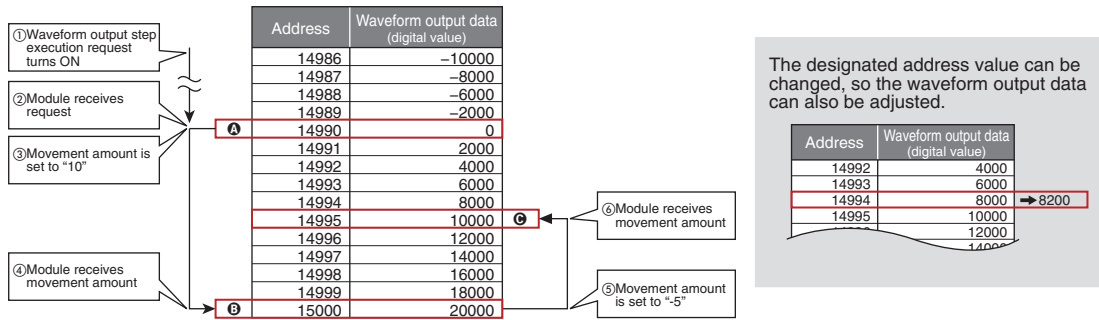 ①Waveform output step
execution request
turns ON
②Module receives
request
③Movement amount is
set to “10”
④Module receives
movement amount
Address Waveform output data
(digital value)
14986 –10000
14987 –8000
14988 –6000
14989 –2000
A 14990 0
14991 2000
14992 4000
14993 6000
14994 8000
14995 10000 C
14996 12000
14997 14000
14998 16000
14999 18000
B 15000 20000
⑥Module receives
movement amount
⑤Movement amount
is set to “-5”
The designated address value can be
changed, so the waveform output data
can also be adjusted.
Address Waveform output data
(digital value)
14992 4000
14993 6000
14994 8000 ➔8200
14995 10000
12000
14000